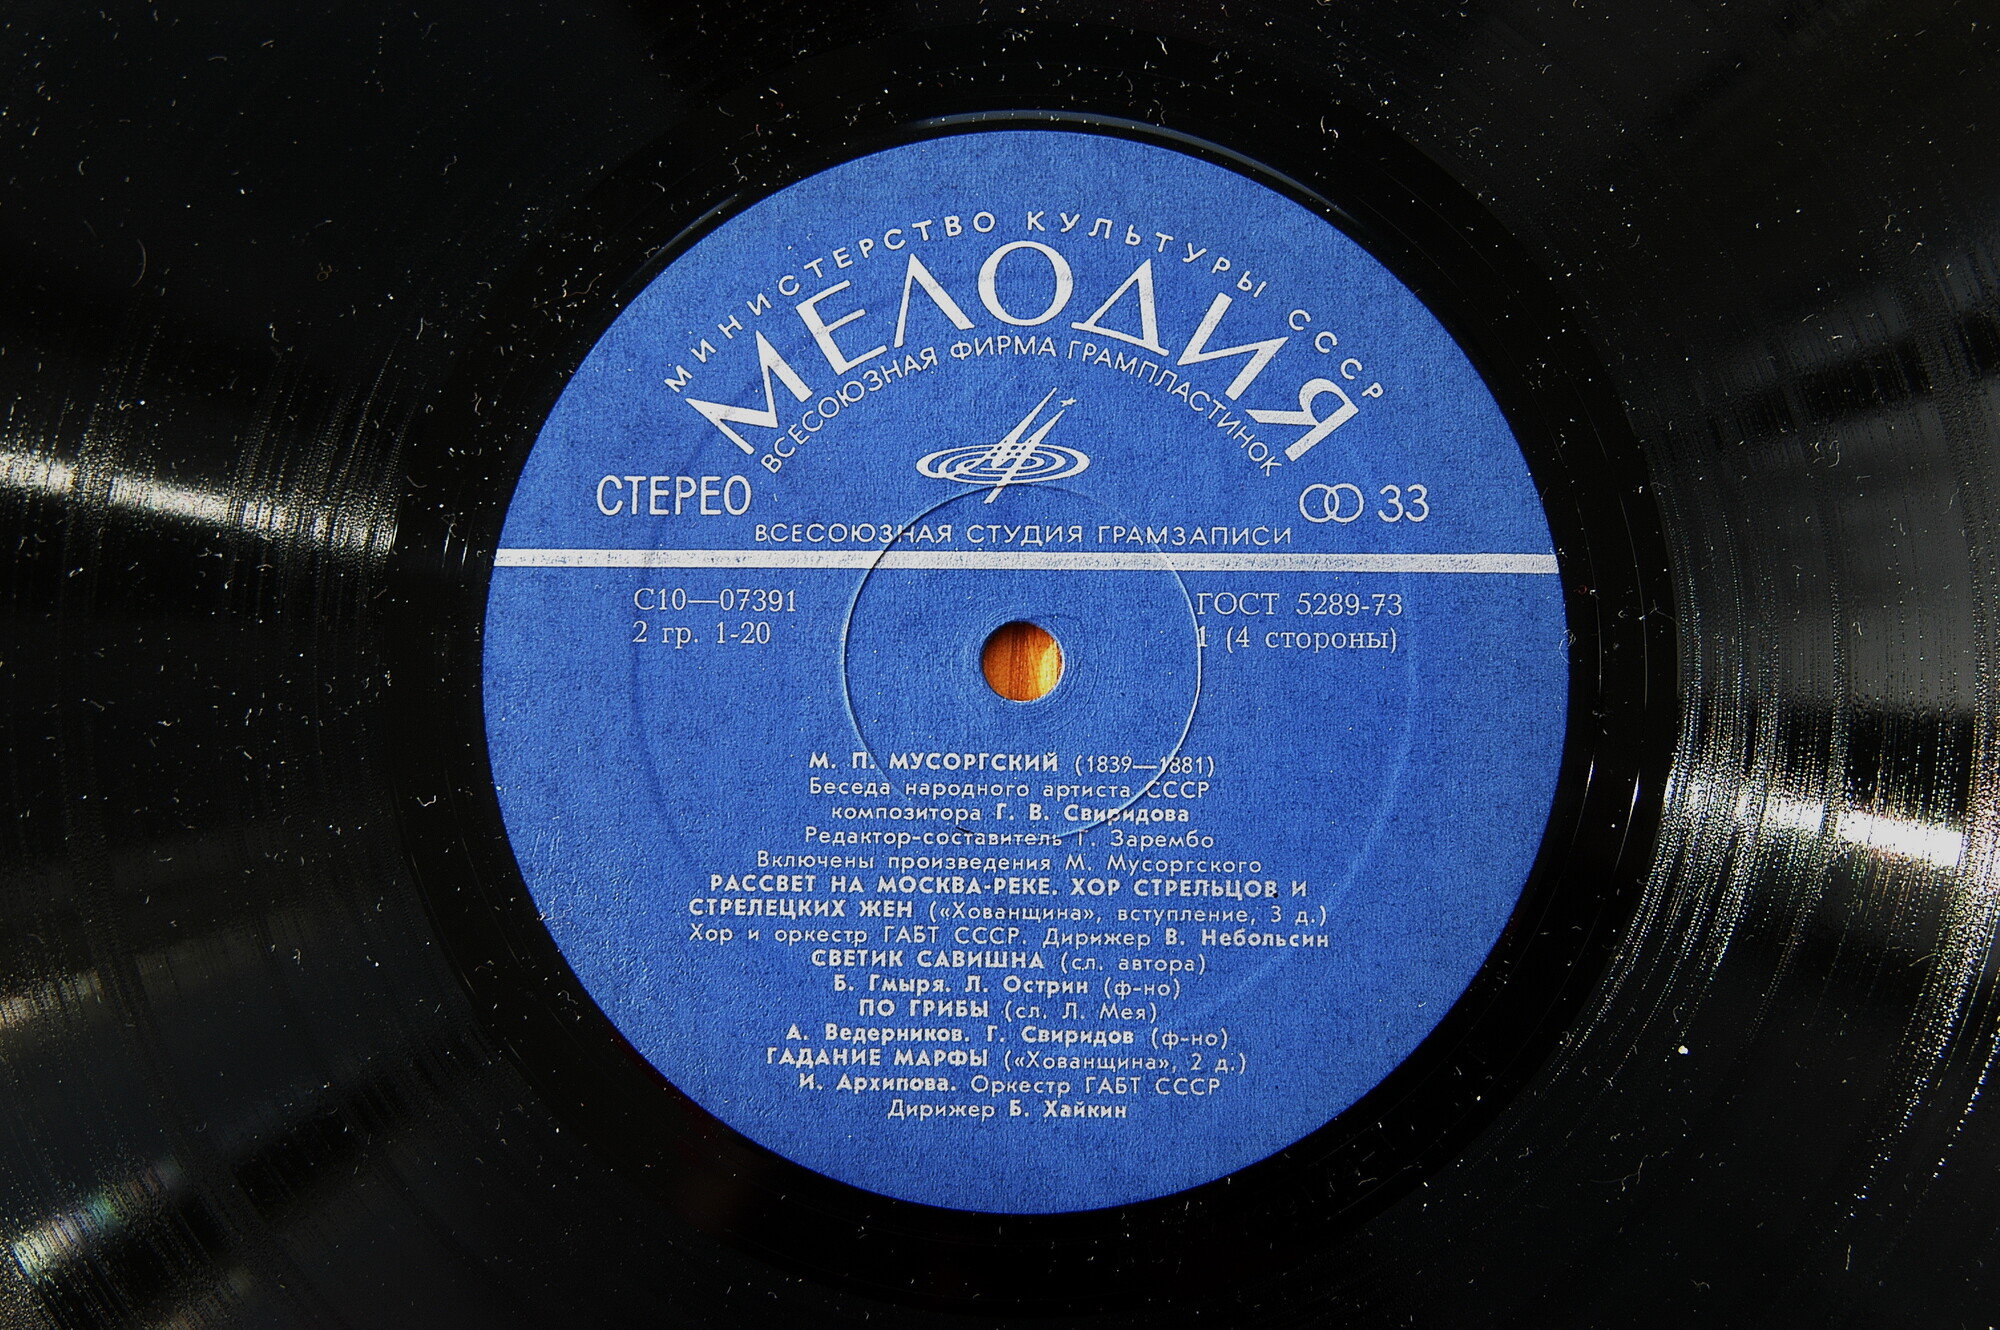 МИНИСТЕРСТВО КУЛЬТУРЫ СССР
МЕЛОДИЯ
ВСЕСОЮЗНАЯ ФИРМА ГРАМПЛАСТИНОК
СТЕРЕО
33
ВСЕСОЮЗНАЯ СТУДИЯ ГРАМЗАПИСИ
С10—07391
ГОСТ 5289-73
2 гр. 1-20
1 (4 стороны)
М. П. МУСОРГСКИЙ (1839—1881)
Беседа народного артиста СССР
композитора Г. В. Свиридова
Редактор-составитель Г. Зарембо
Включены произведения М. Мусоргского
РАССВЕТ НА МОСКВА-РЕКЕ. ХОР СТРЕЛЬЦОВ И
СТРЕЛЕЦКИХ ЖЕН («Хованщина», вступление, 3 д.)
Хор и оркестр ГАБТ СССР. Дирижер В. Небольсин
СВЕТИК САВИШНА (сл. автора)
Б. Гмыря. Л. Острин (ф-но)
ПО ГРИБЫ (сл. Л. Мея)
А. Ведерников. Г. Свиридов (ф-но)
ГАДАНИЕ МАРФЫ («Хованщина», 2 д.)
И. Архипова. Оркестр ГАБТ СССР
Дирижер Б. Хайкин